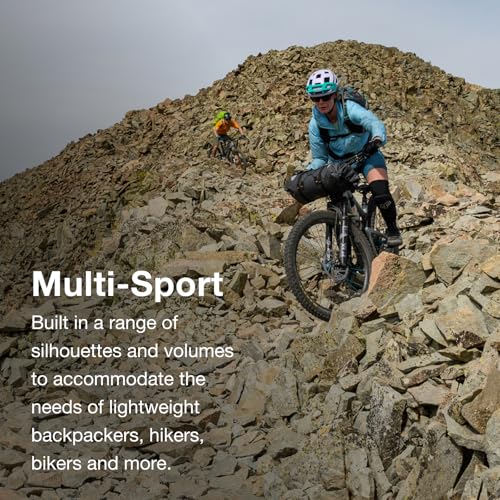 Multi-Sport
Built in a range of
silhouettes and volumes
to accommodate the
needs of lightweight
backpackers, hikers,
bikers and more.